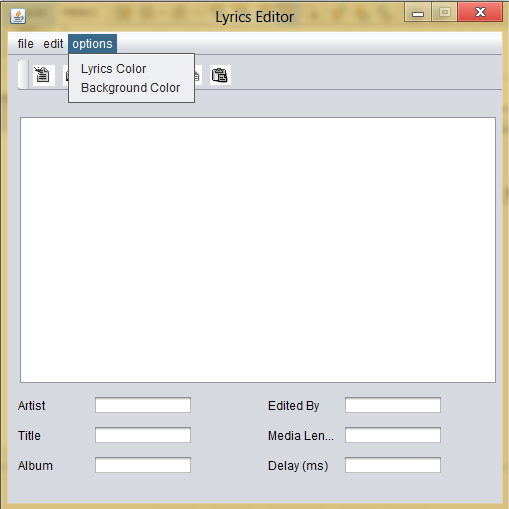 Lyrics Editor
file edit options
Lyrics Color
Background Color
Artist
Edited By
Title
Media Len...
Album
Delay (ms)